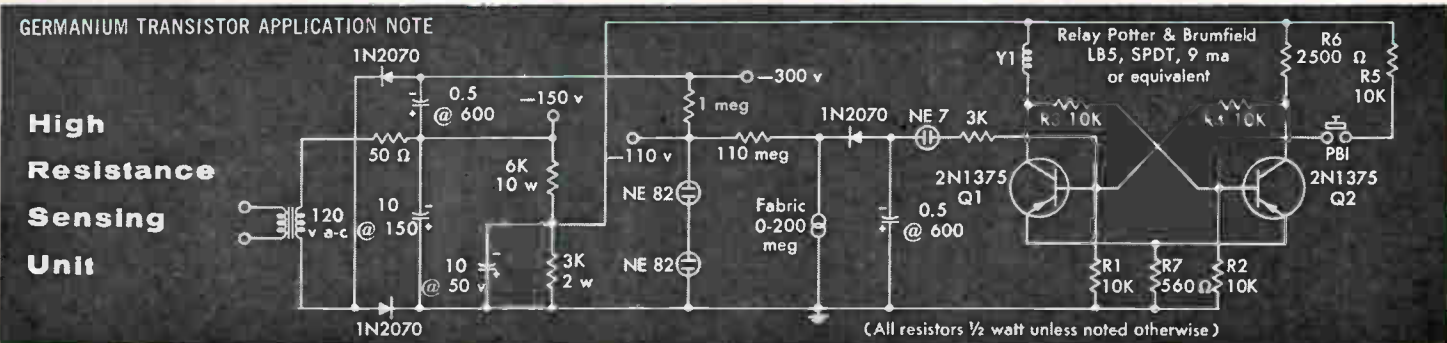 GERMANIUM TRANSISTOR APPLICATION NOTE
High
Resistance
Sensing
Unit
120
v a-c
1N2070
50 Ω
1N2070
0.5
@ 600
10
@ 150
10
@ 50 v
−150 v
6K
10 w
3K
2 w
−300 v
1 meg
−110 v
NE 82
NE 82
110 meg
Fabric
0-200
meg
1N2070
0.5
@ 600
NE 7
3K
Y1
Relay Potter & Brumfield
LB5, SPDT, 9 ma
or equivalent
R3 10K
R4 10K
R6
2500 Ω
R5
10K
PB1
2N1375
Q1
2N1375
Q2
R1
10K
R7
560 Ω
R2
10K
(All resistors ½ watt unless noted otherwise)